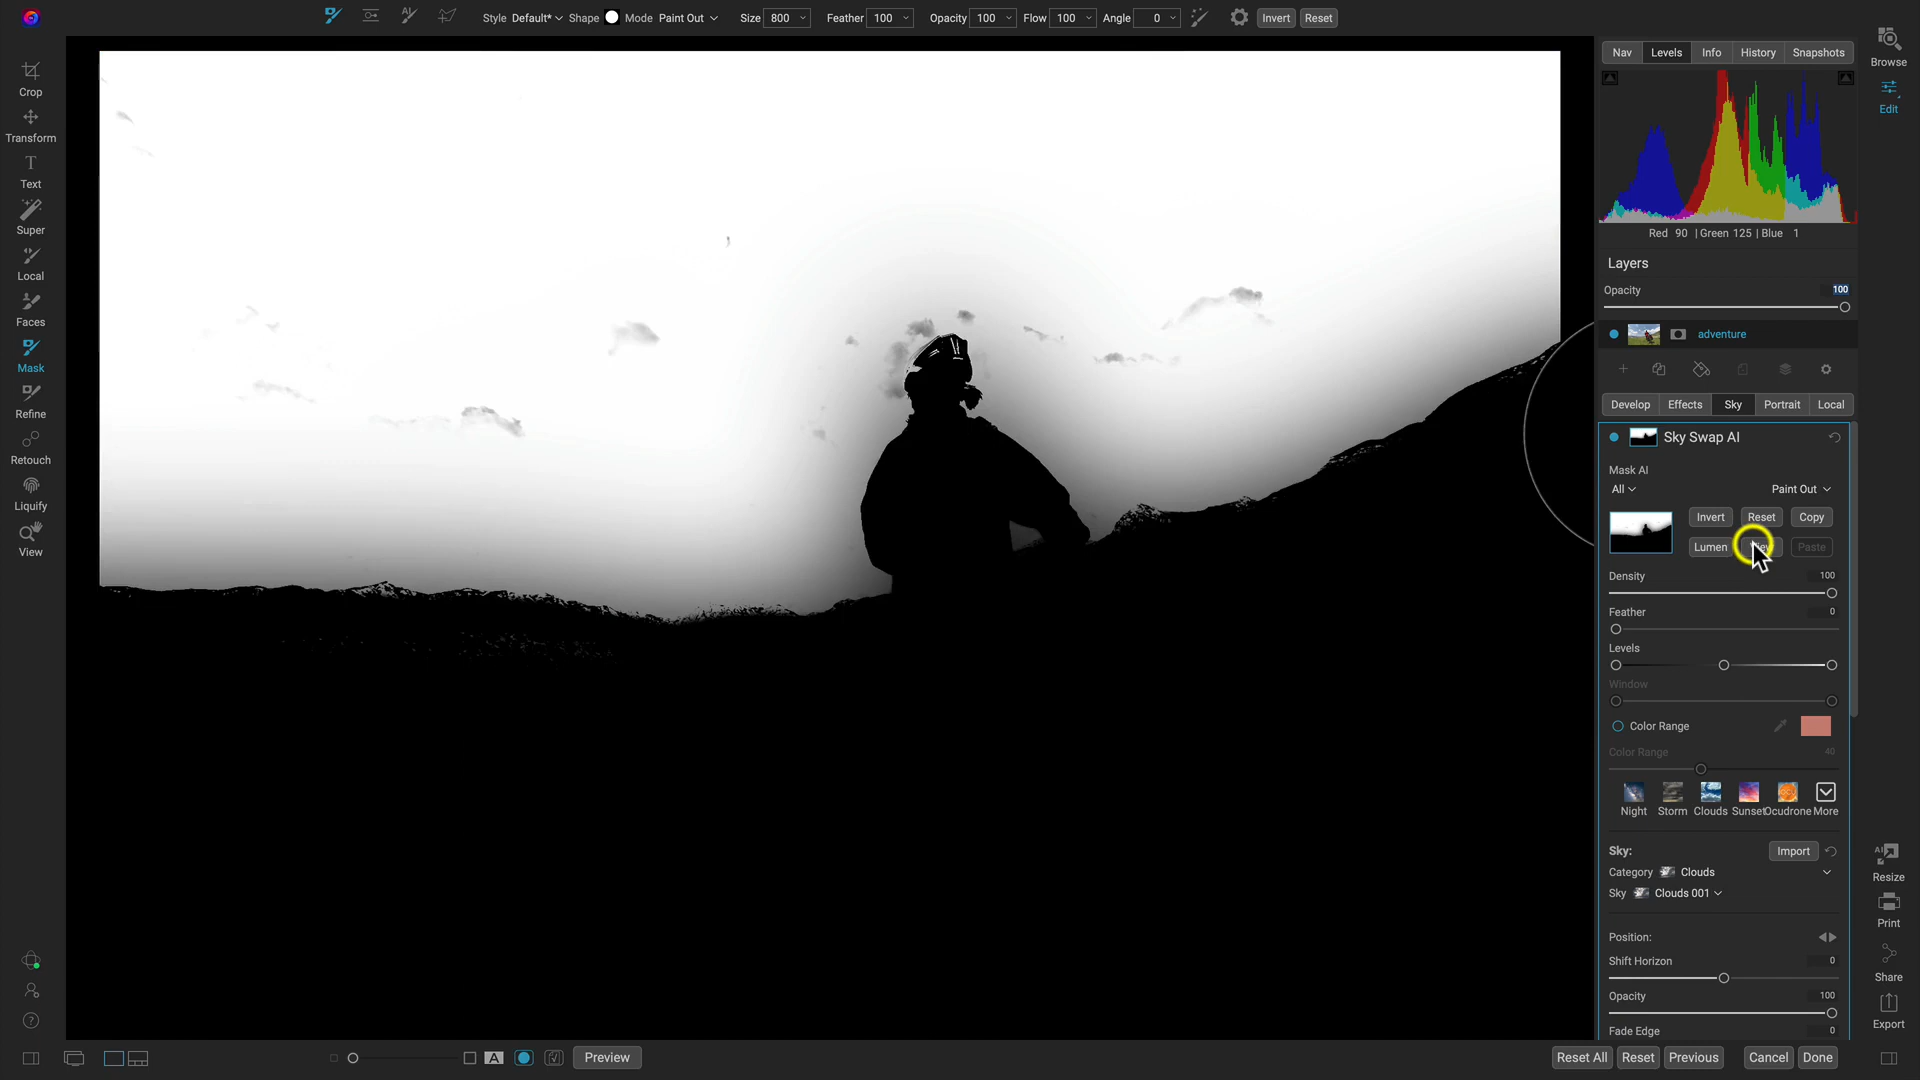 Style Default* Shape Mode Paint Out Size 800 Feather 100 Opacity 100 Flow 100 Angle 0 Invert Reset
Crop
Transform
Text
Super
Local
Faces
Mask
Refine
Retouch
Liquify
View
Nav Levels Info History Snapshots
Red 90 | Green 125 | Blue 1
Layers
Opacity 100
adventure
Develop Effects Sky Portrait Local
Sky Swap AI
Mask AI
All Paint Out
Invert Reset Copy
Lumen Paste
Density 100
Feather 0
Levels
Window
Color Range
Color Range 40
Night Storm Clouds Sunset Ocudrone More
Sky: Import
Category Clouds
Sky Clouds 001
Position:
Shift Horizon 0
Opacity 100
Fade Edge 0
Browse
Edit
AI
Resize
Print
Share
Export
A Preview
Reset All Reset Previous Cancel Done